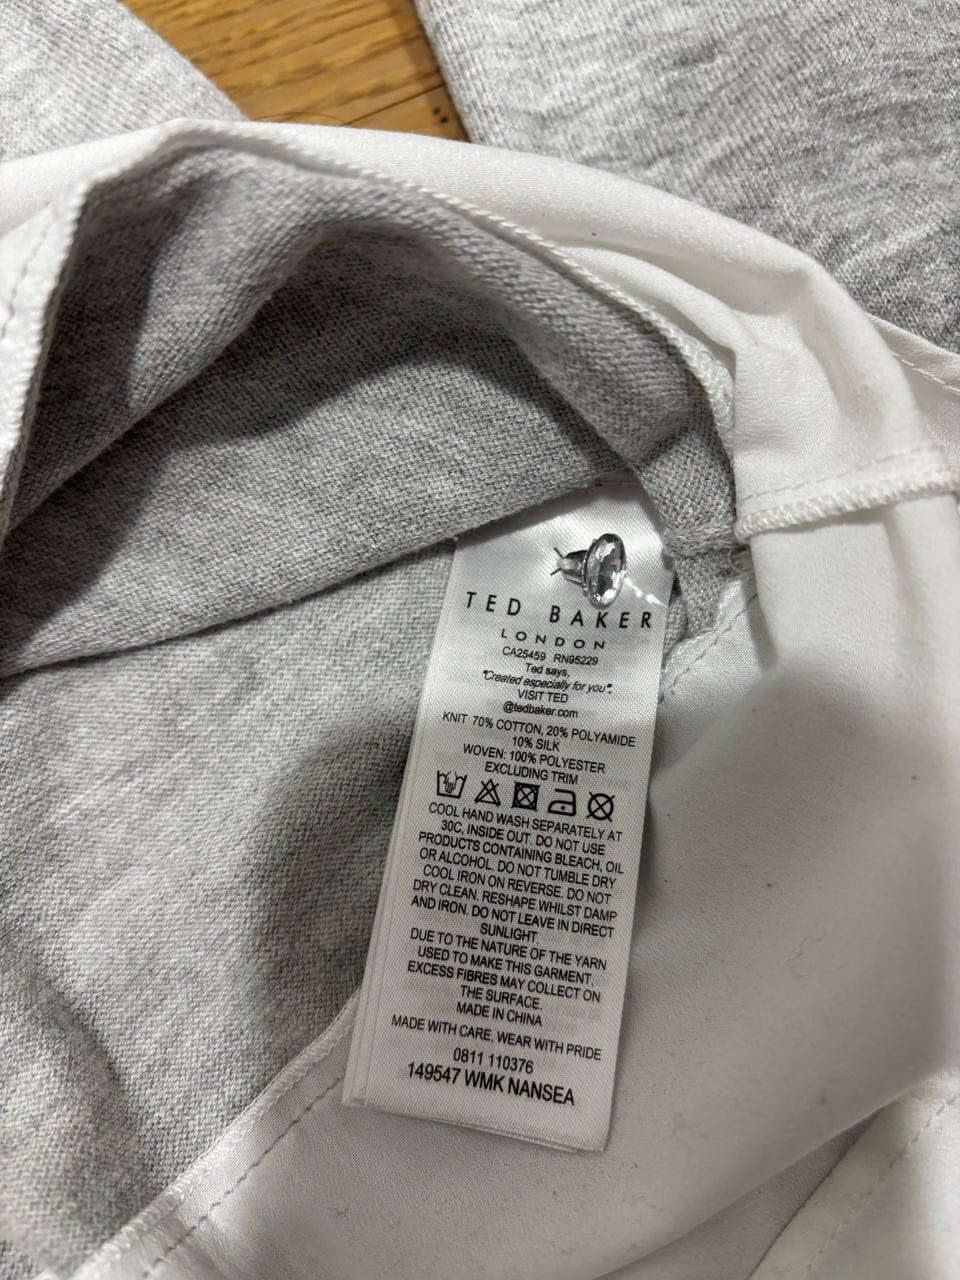 TED BAKER
LONDON
CA25459 RN95229
Ted says,
"Created especially for you".
VISIT TED
@tedbaker.com
KNIT 70% COTTON, 20% POLYAMIDE
10% SILK
WOVEN: 100% POLYESTER
EXCLUDING TRIM
COOL HAND WASH SEPARATELY AT
30C, INSIDE OUT. DO NOT USE
PRODUCTS CONTAINING BLEACH, OIL
OR ALCOHOL. DO NOT TUMBLE DRY
COOL IRON ON REVERSE. DO NOT
DRY CLEAN. RESHAPE WHILST DAMP
AND IRON. DO NOT LEAVE IN DIRECT
SUNLIGHT.
DUE TO THE NATURE OF THE YARN
USED TO MAKE THIS GARMENT,
EXCESS FIBRES MAY COLLECT ON
THE SURFACE.
MADE IN CHINA
MADE WITH CARE, WEAR WITH PRIDE
0811 110376
149547 WMK NANSEA